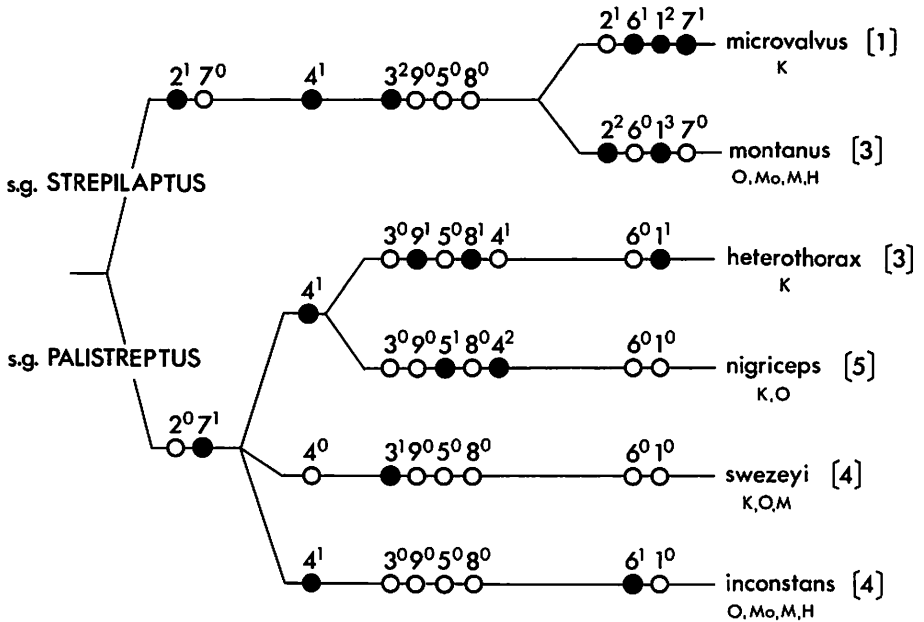 2¹ 6¹ 1² 7¹
microvalvus [1]
K
2¹ 7⁰ 4¹ 3² 9⁰ 5⁰ 8⁰
2² 6⁰ 1³ 7⁰
montanus [3]
O, Mo, M, H
s.g. STREPILAPTUS
3⁰ 9¹ 5⁰ 8¹ 4¹ 6⁰ 1¹
heterothorax [3]
K
4¹
s.g. PALISTREPTUS
3⁰ 9⁰ 5¹ 8⁰ 4² 6⁰ 1⁰
nigriceps [5]
K, O
2⁰ 7¹
4⁰ 3¹ 9⁰ 5⁰ 8⁰ 6⁰ 1⁰
swezeyi [4]
K, O, M
4¹ 3⁰ 9⁰ 5⁰ 8⁰ 6¹ 1⁰
inconstans [4]
O, Mo, M, H